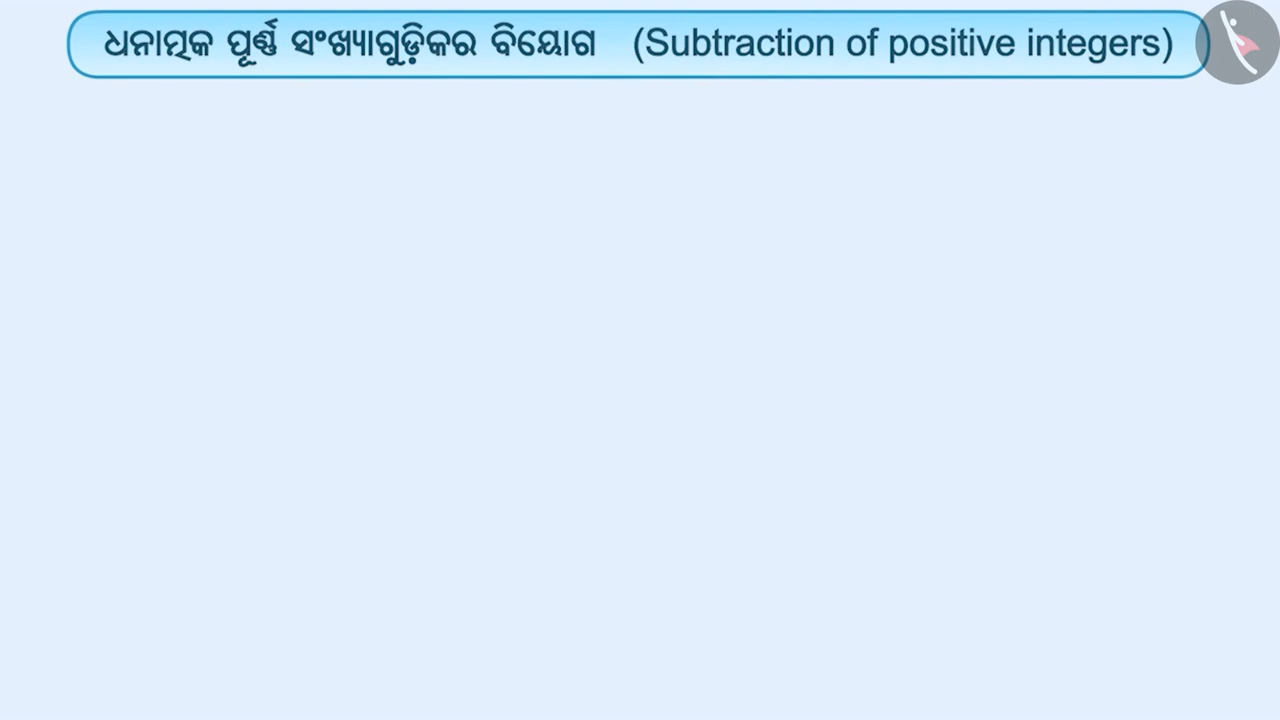 ଧନାତ୍ମକ ପୂର୍ଣ୍ଣ ସଂଖ୍ୟାଗୁଡ଼ିକର ବିୟୋଗ (Subtraction of positive integers)